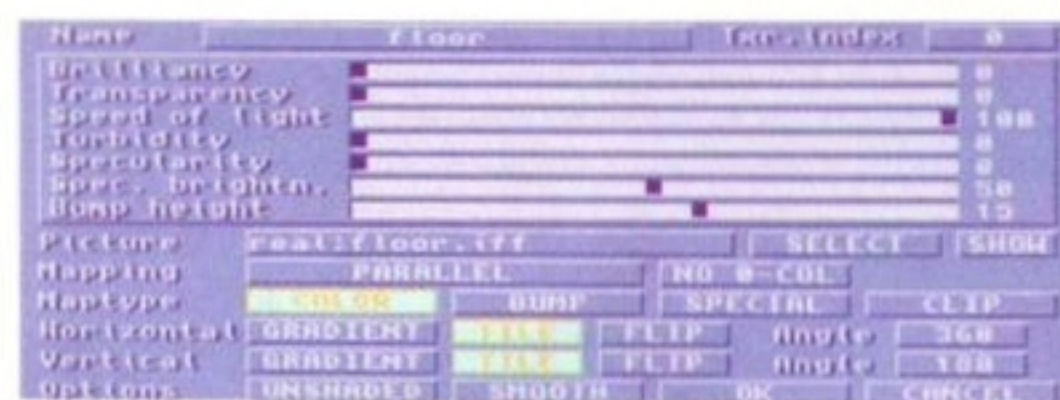 Name floor Txr.index 0
Brilliancy 0
Transparency 0
Speed of light 100
Turbidity 0
Specularity 0
Spec. brightn. 50
Bump height 15
Picture real:floor.iff SELECT SHOW
Mapping PARALLEL NO 0-COL
Maptype COLOR BUMP SPECIAL CLIP
Horizontal GRADIENT TILE FLIP Angle 360
Vertical GRADIENT TILE FLIP Angle 180
Options UNSHADED SMOOTH OK CANCEL